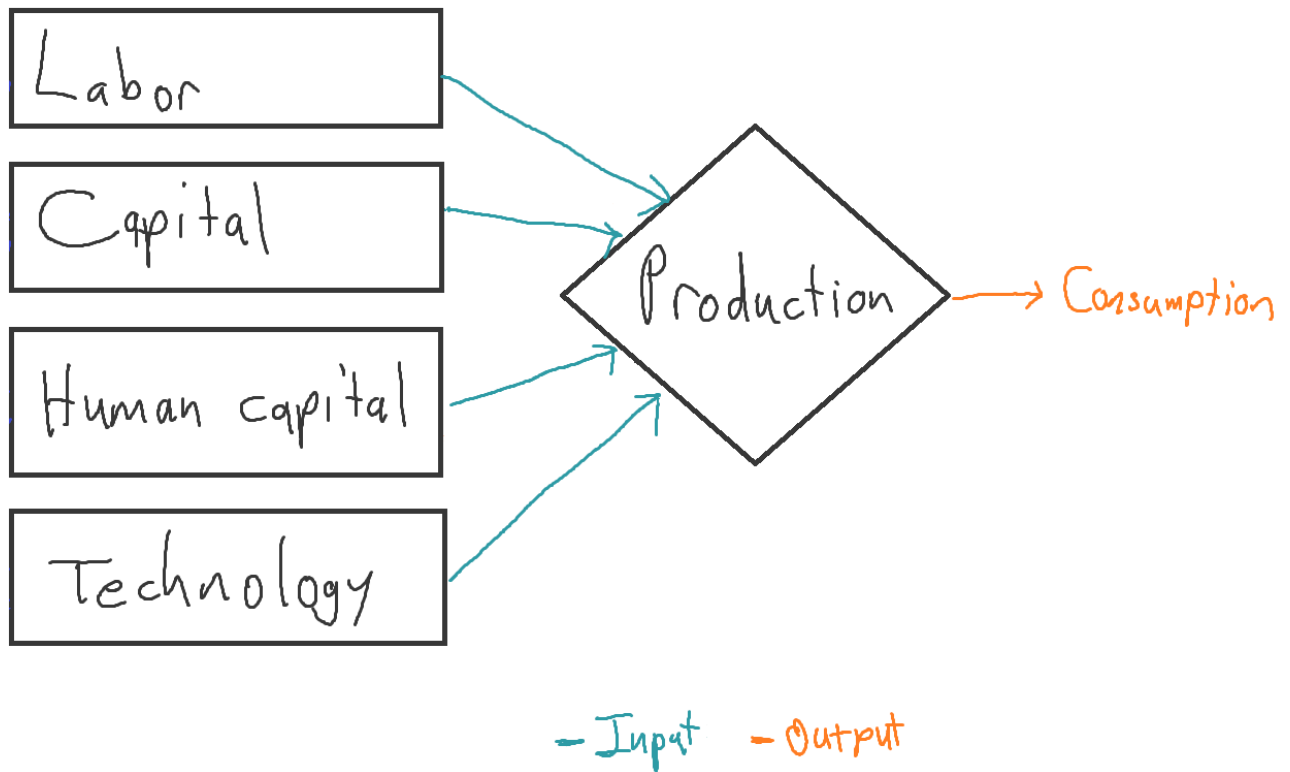 Labor
Capital
Human capital
Technology
Production
Consumption
- Input - Output